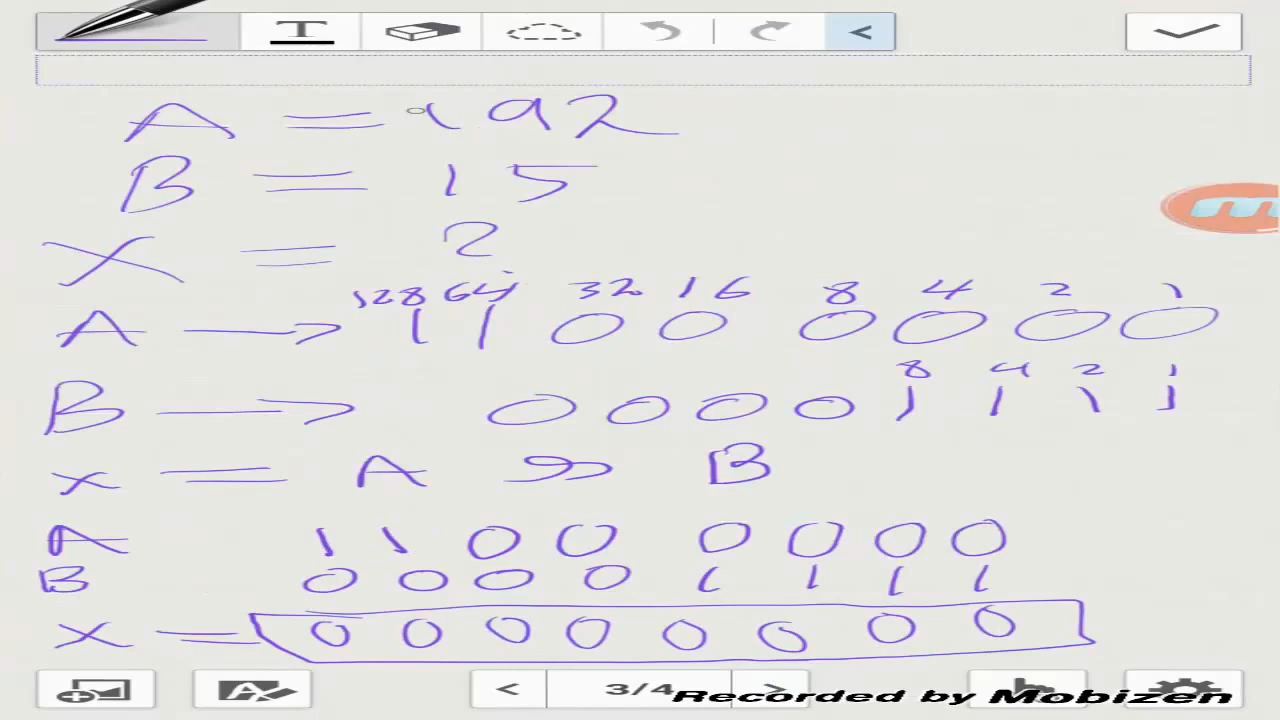 T
A = 192
B = 15
X = 2
128 64 32 16 8 4 2 1
A → 1 1 0 0 0 0 0 0
8 4 2 1
B → 0 0 0 0 1 1 1 1
x = A B
A 1 1 0 0 0 0 0 0
B 0 0 0 0 1 1 1 1
x = 0 0 0 0 0 0 0 0
A
< 3/4 >
Recorded by Mobizen